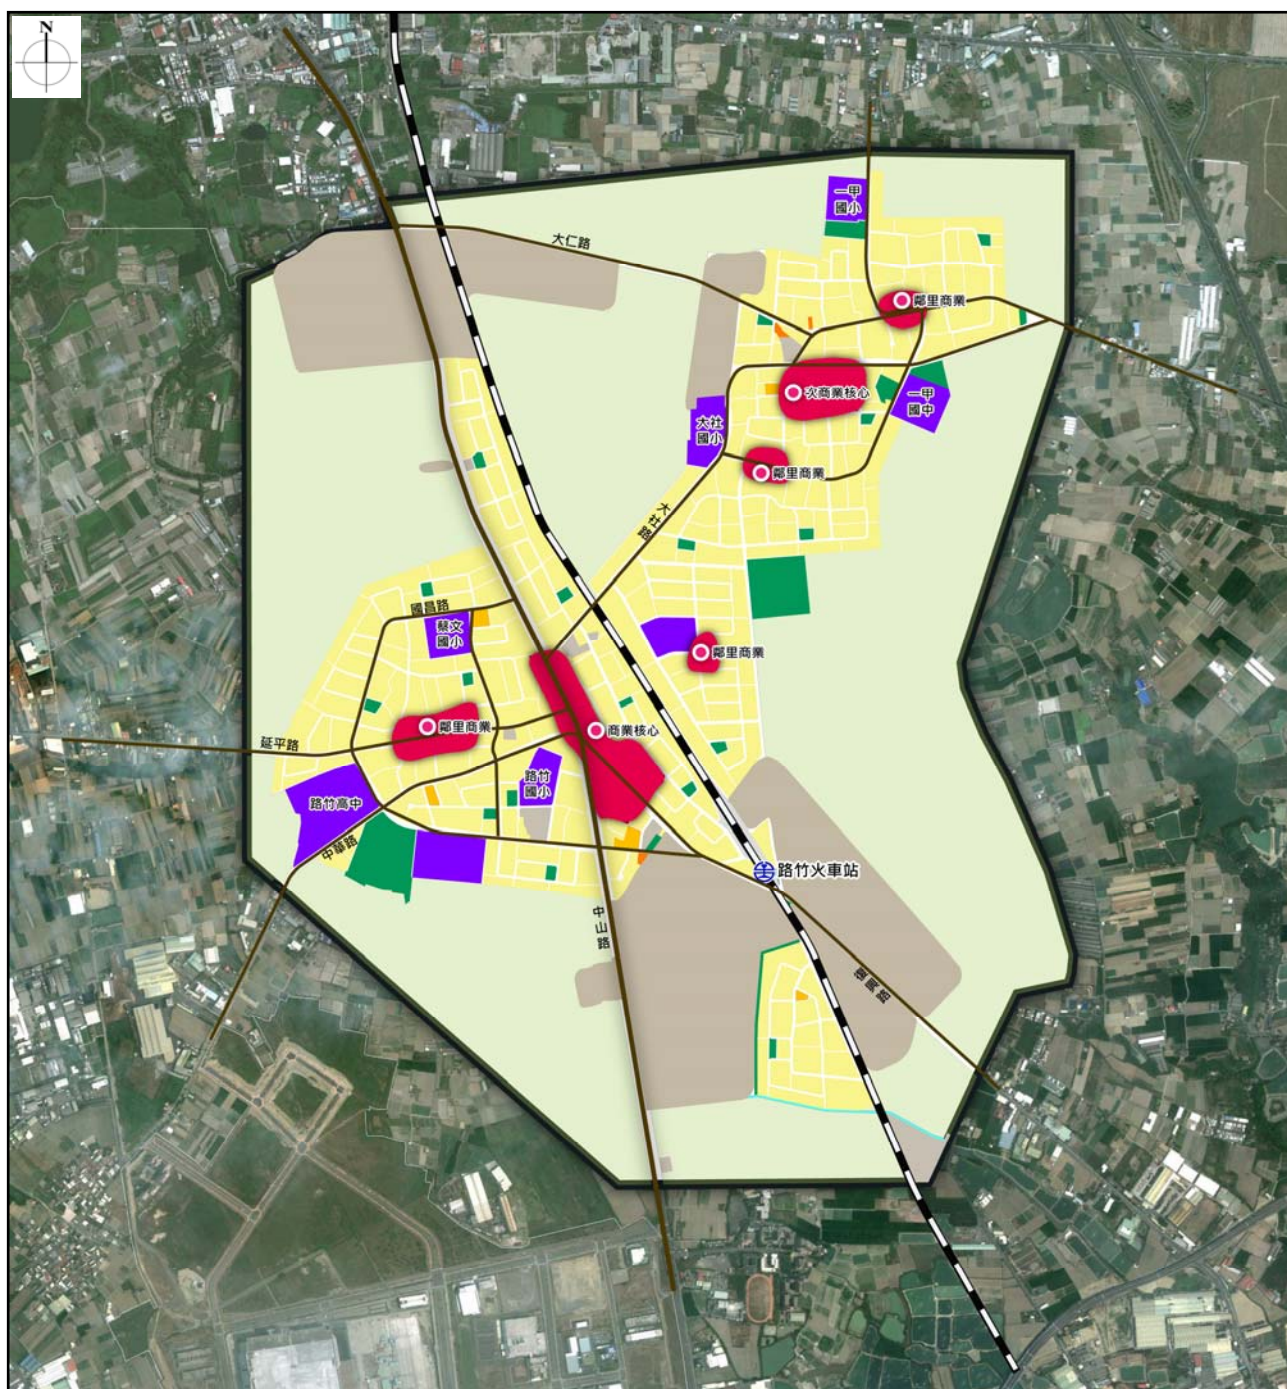 N
一甲
國小
大仁路
鄰里商業
次商業核心
一甲
國中
大社
國小
鄰里商業
大社路
國昌路
蔡文
國小
鄰里商業
鄰里商業
商業核心
延平路
路竹
國小
路竹高中
中華路
路竹火車站
中山路
復興路